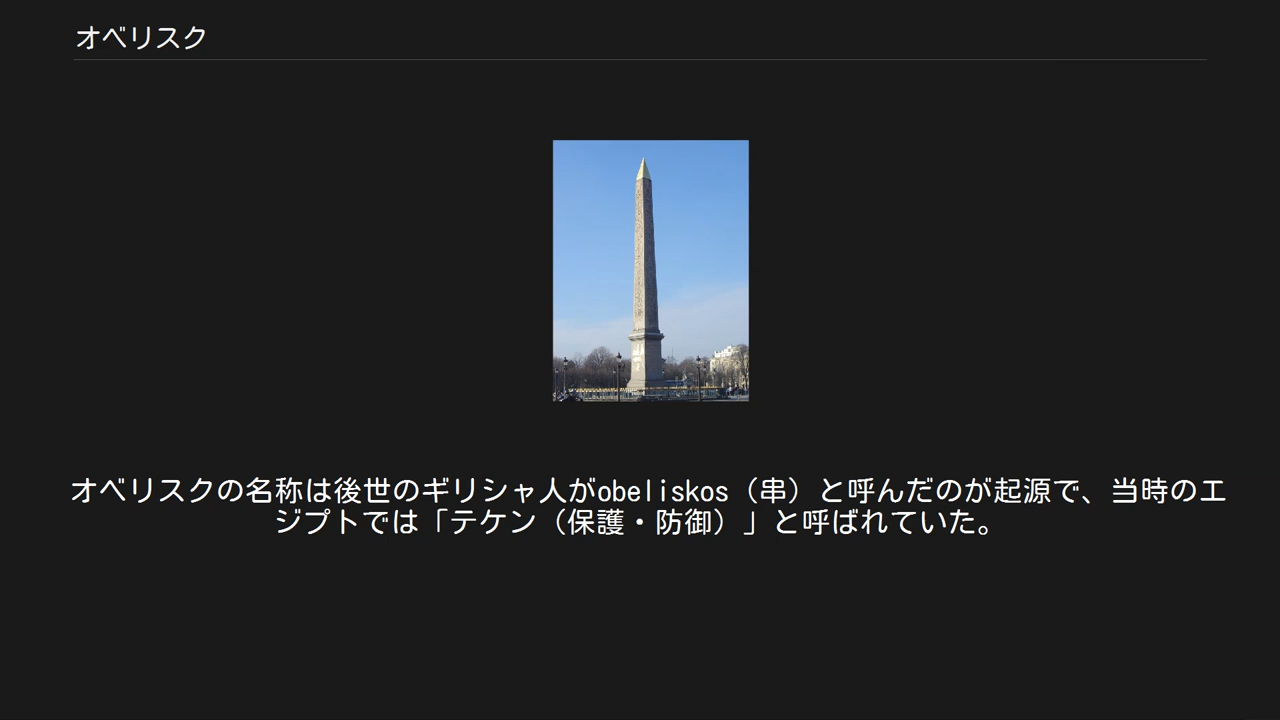 オベリスク
オベリスクの名称は後世のギリシャ人がobeliskos（串）と呼んだのが起源で、当時のエ
ジプトでは「テケン（保護・防御）」と呼ばれていた。